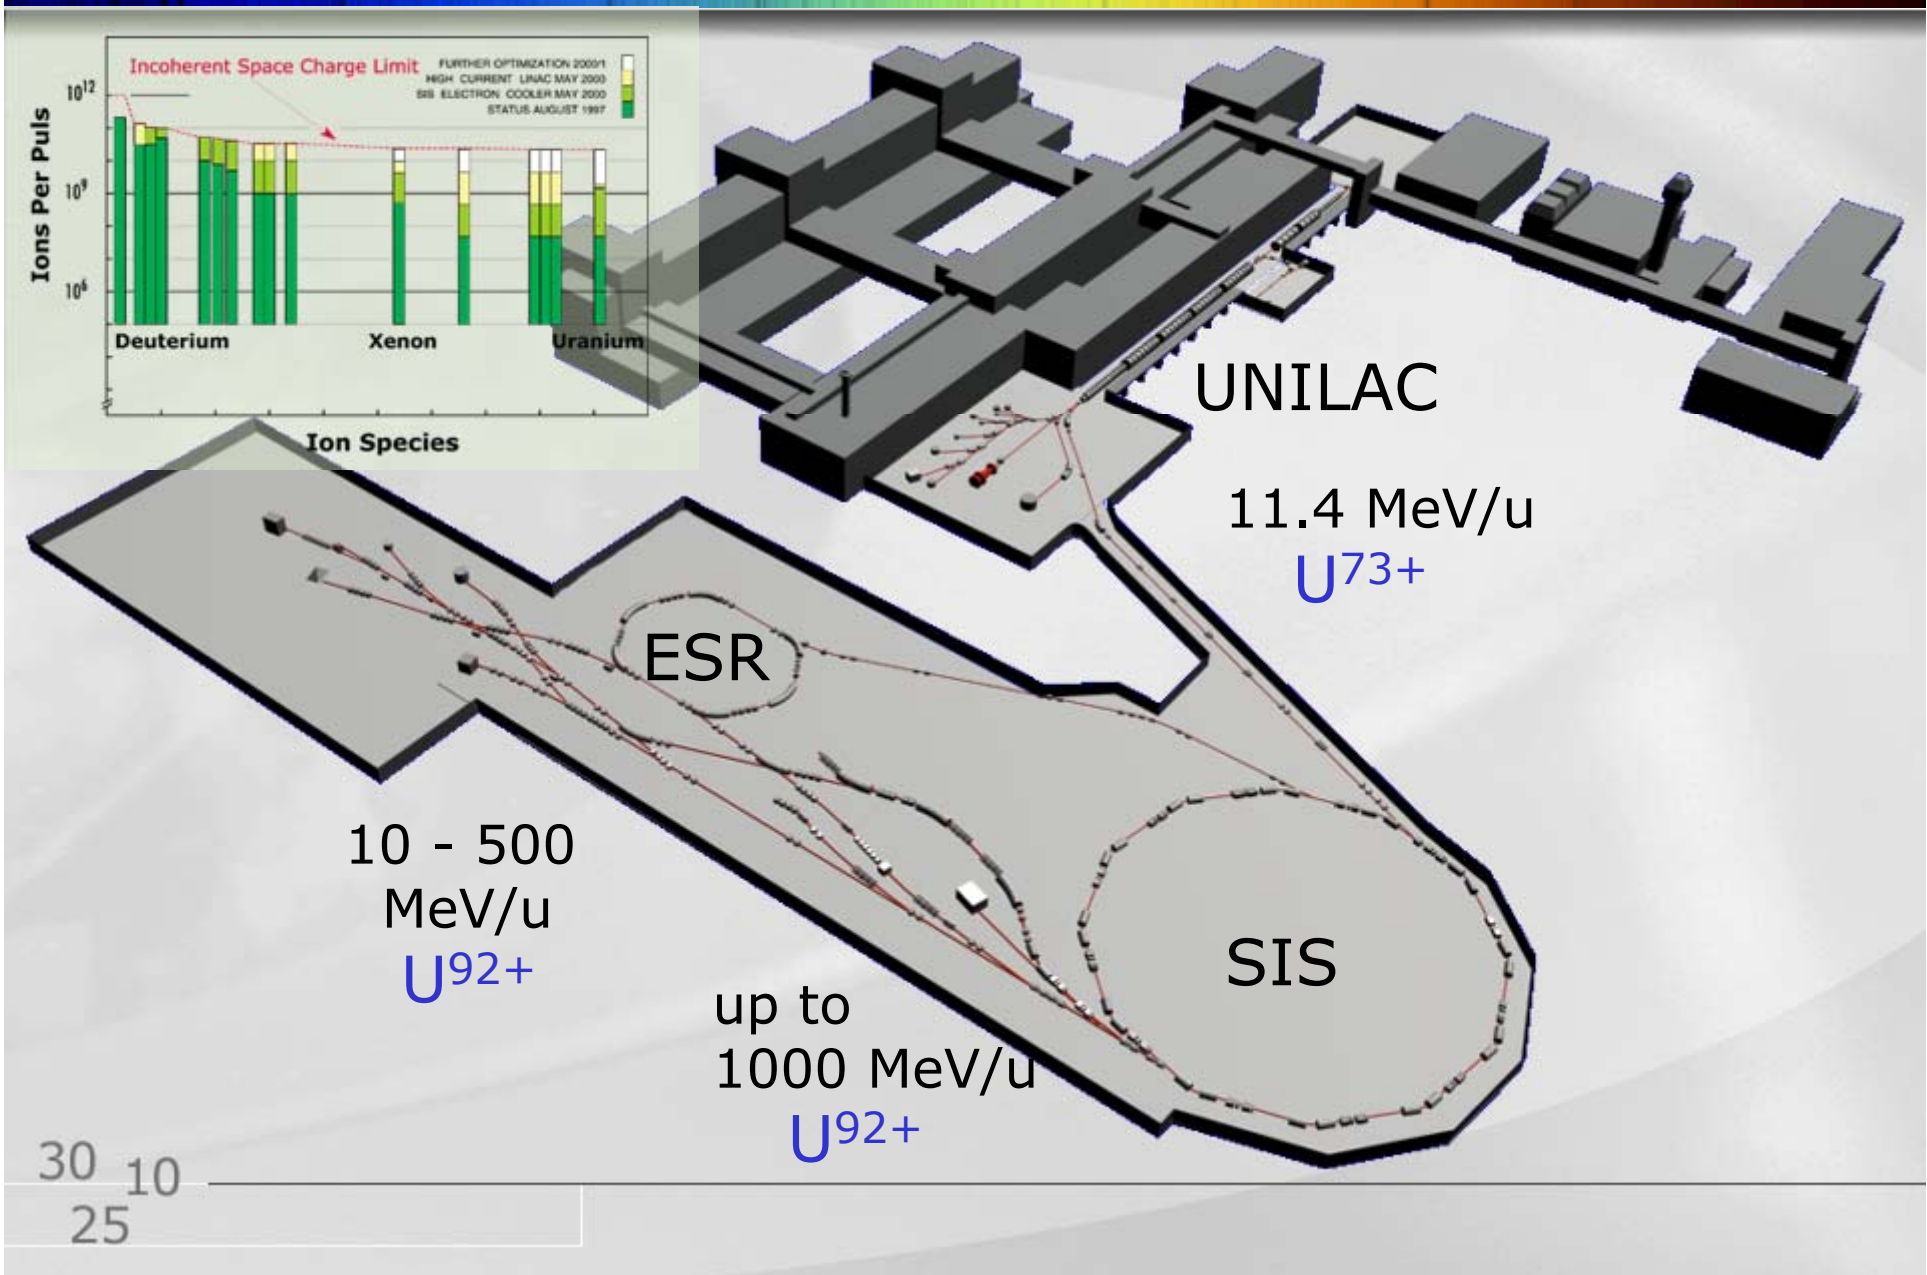 Incoherent Space Charge Limit
FURTHER OPTIMIZATION 2000/1
HIGH CURRENT LINAC MAY 2000
SIS ELECTRON COOLER MAY 2000
STATUS AUGUST 1997
Ions Per Puls
10¹²
10⁹
10⁶
Deuterium
Xenon
Uranium
Ion Species
UNILAC
11.4 MeV/u
U⁷³⁺
ESR
10 - 500
MeV/u
U⁹²⁺
SIS
up to
1000 MeV/u
U⁹²⁺
30
10
25